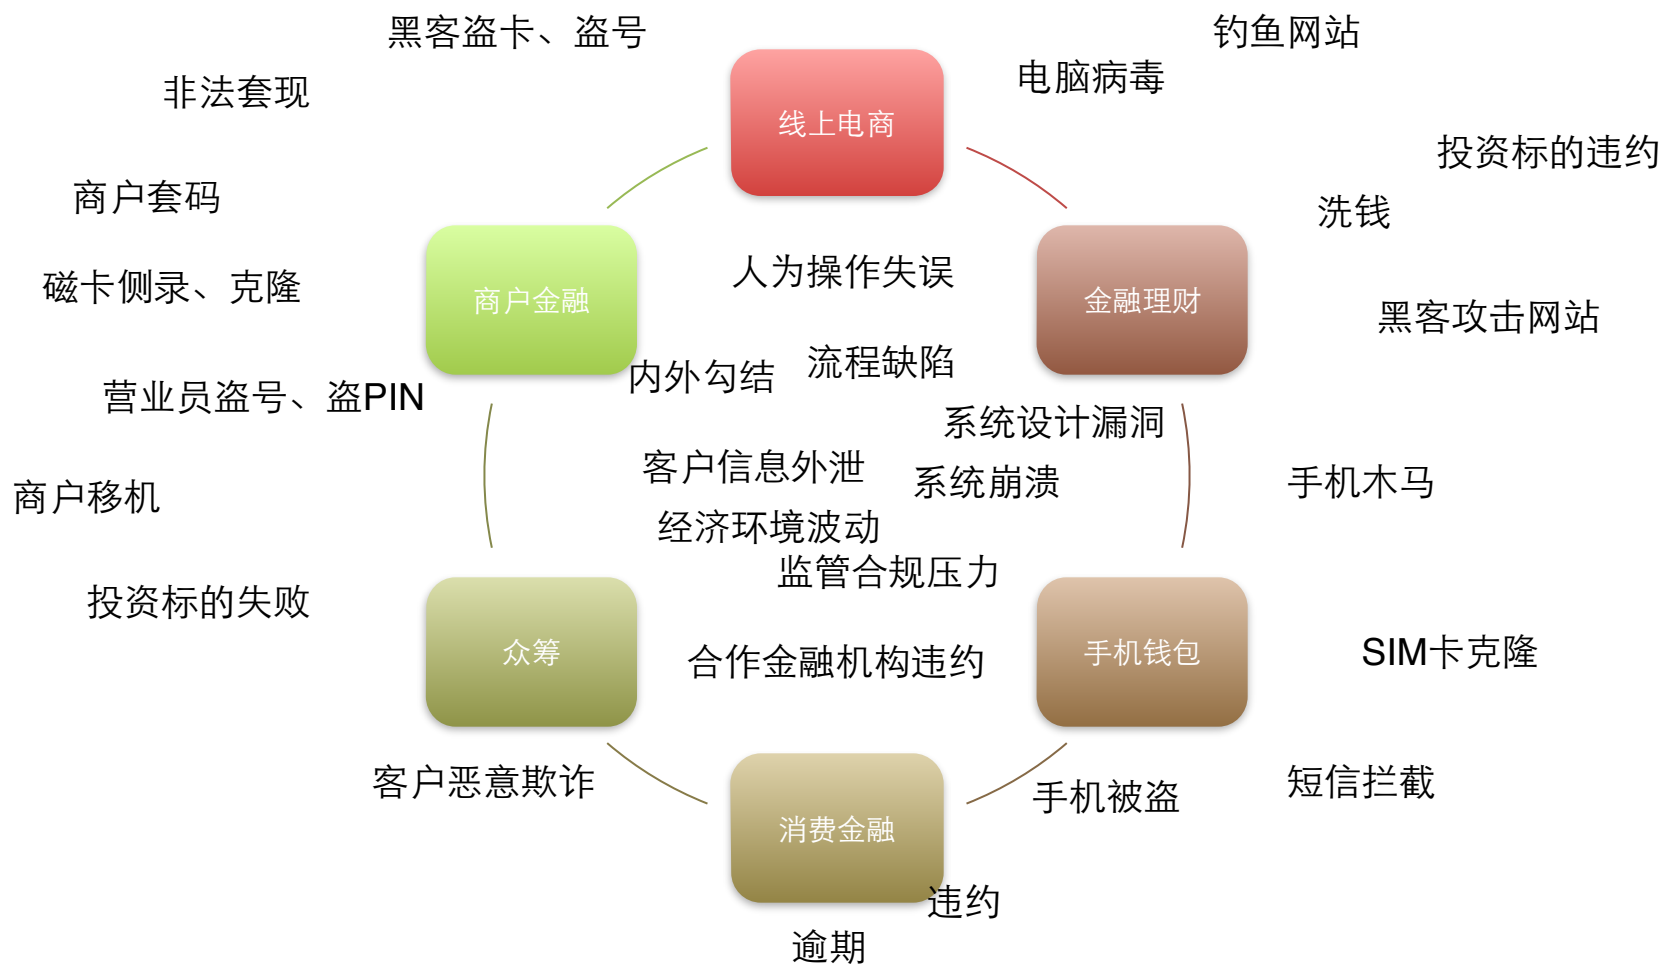 黑客盗卡、盗号
钓鱼网站
电脑病毒
非法套现
线上电商
投资标的违约
商户套码
洗钱
人为操作失误
磁卡侧录、克隆
商户金融
金融理财
黑客攻击网站
内外勾结
流程缺陷
营业员盗号、盗PIN
系统设计漏洞
客户信息外泄
系统崩溃
手机木马
商户移机
经济环境波动
监管合规压力
投资标的失败
众筹
合作金融机构违约
手机钱包
SIM卡克隆
客户恶意欺诈
手机被盗
短信拦截
消费金融
违约
逾期